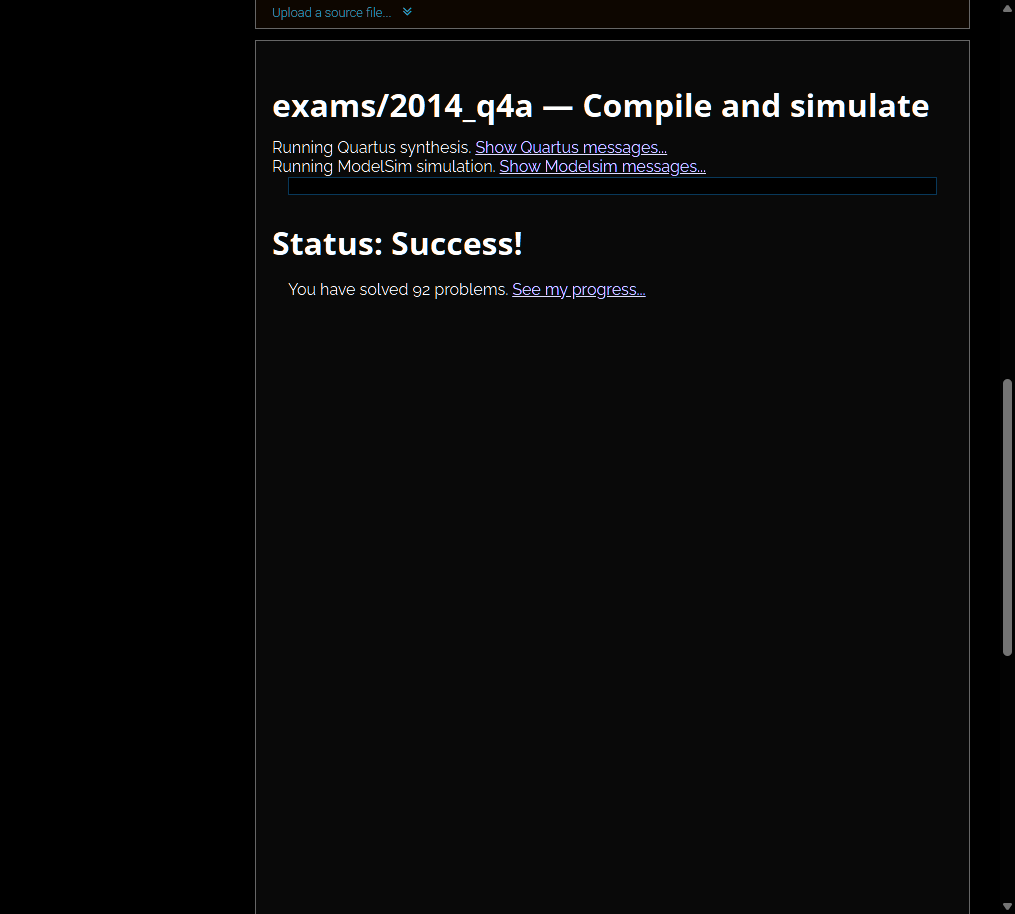 Upload a source file...
exams/2014_q4a — Compile and simulate
Running Quartus synthesis. Show Quartus messages...
Running ModelSim simulation. Show Modelsim messages...
Status: Success!
You have solved 92 problems. See my progress...